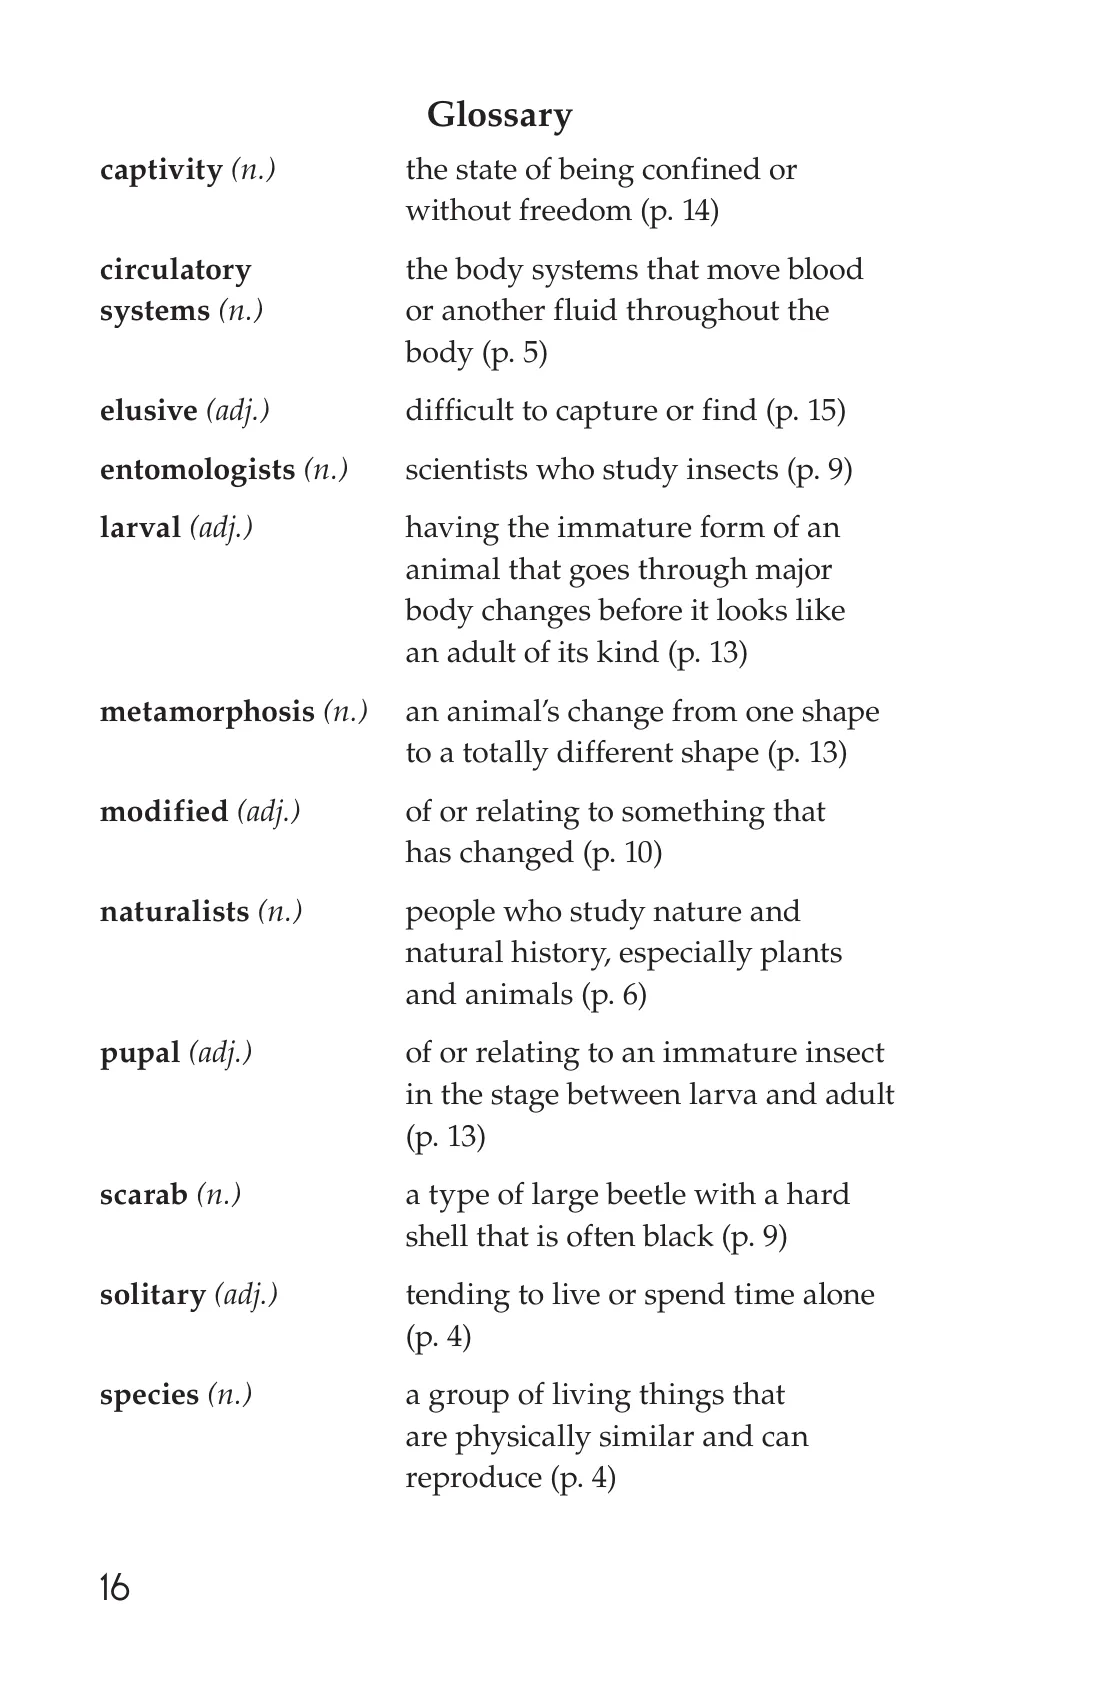 Glossary
captivity (n.) the state of being confined or
without freedom (p. 14)
circulatory the body systems that move blood
systems (n.) or another fluid throughout the
body (p. 5)
elusive (adj.) difficult to capture or find (p. 15)
entomologists (n.) scientists who study insects (p. 9)
larval (adj.) having the immature form of an
animal that goes through major
body changes before it looks like
an adult of its kind (p. 13)
metamorphosis (n.) an animal’s change from one shape
to a totally different shape (p. 13)
modified (adj.) of or relating to something that
has changed (p. 10)
naturalists (n.) people who study nature and
natural history, especially plants
and animals (p. 6)
pupal (adj.) of or relating to an immature insect
in the stage between larva and adult
(p. 13)
scarab (n.) a type of large beetle with a hard
shell that is often black (p. 9)
solitary (adj.) tending to live or spend time alone
(p. 4)
species (n.) a group of living things that
are physically similar and can
reproduce (p. 4)
16